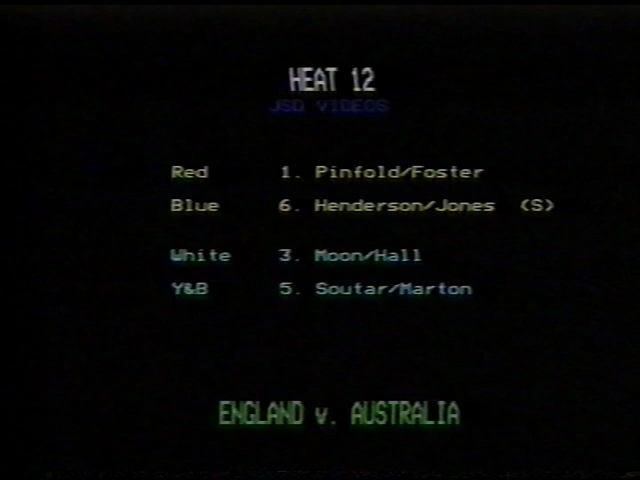 HEAT 12
JSD VIDEOS
Red 1. Pinfold/Foster
Blue 6. Henderson/Jones (S)
White 3. Moon/Hall
Y&B 5. Soutar/Marton
ENGLAND v. AUSTRALIA